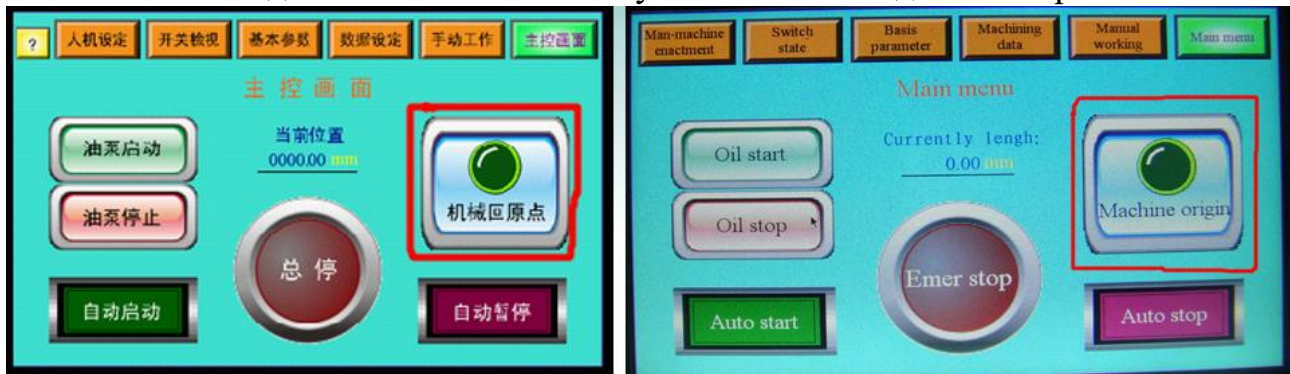 ?
人机设定
开关检视
基本参数
数据设定
手动工作
主控画面
主控画面
油泵启动
当前位置
0000.00 mm
机械回原点
油泵停止
总停
自动启动
自动暂停
Man-machine
enactment
Switch
state
Basis
parameter
Machining
data
Manual
working
Main menu
Main menu
Oil start
Currently lengh:
0.00 mm
Machine origin
Oil stop
Emer stop
Auto start
Auto stop